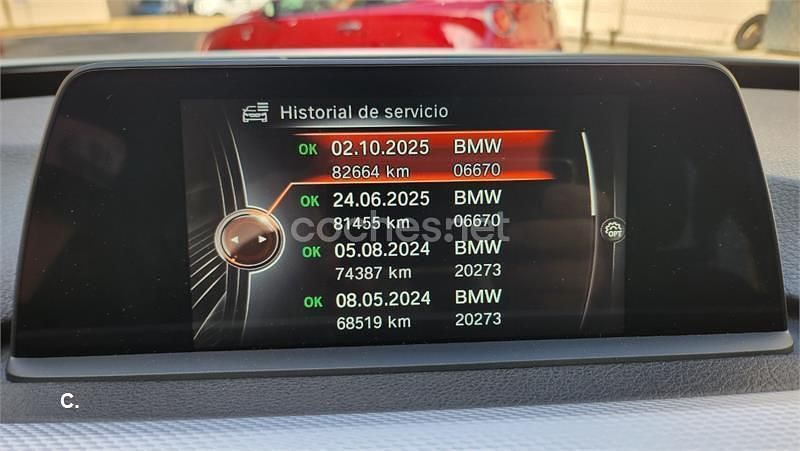 Historial de servicio
OK 02.10.2025 BMW
82664 km 06670
OK 24.06.2025 BMW
81455 km 06670
coches.net
OK 05.08.2024 BMW
74387 km 20273
OK 08.05.2024 BMW
68519 km 20273
OPT
C.